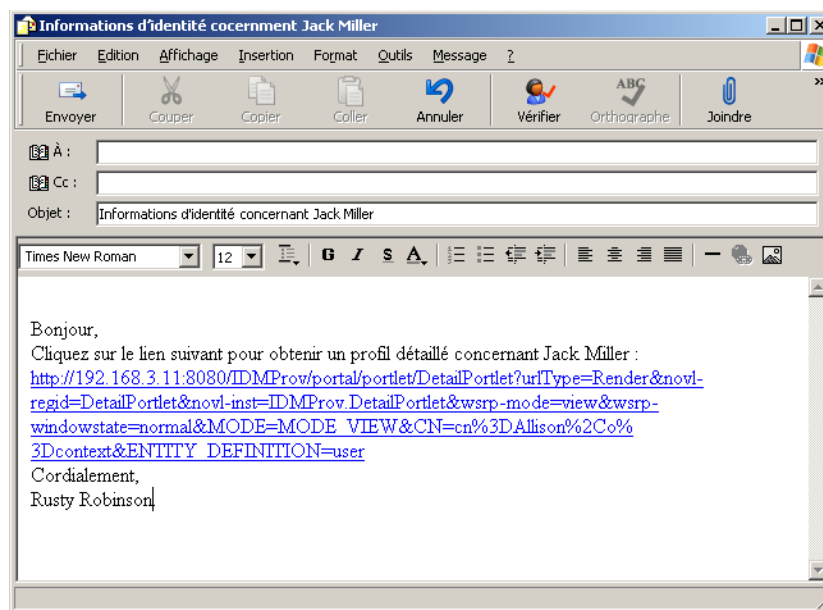 Informations d'identité cocernment Jack Miller
Fichier Edition Affichage Insertion Format Outils Message ?
»
ABC
Envoyer Couper Copier Coller Annuler Vérifier Orthographe Joindre
À :
Cc :
Objet : Informations d'identité concernant Jack Miller
Times New Roman 12 G I S A
Bonjour,
Cliquez sur le lien suivant pour obtenir un profil détaillé concernant Jack Miller :
http://192.168.3.11:8080/IDMProv/portal/portlet/DetailPortlet?urlType=Render&novl-
regid=DetailPortlet&novl-inst=IDMProv.DetailPortlet&wsrp-mode=view&wsrp-
windowstate=normal&MODE=MODE_VIEW&CN=cn%3DAllison%2Co%
3Dcontext&ENTITY_DEFINITION=user
Cordialement,
Rusty Robinson